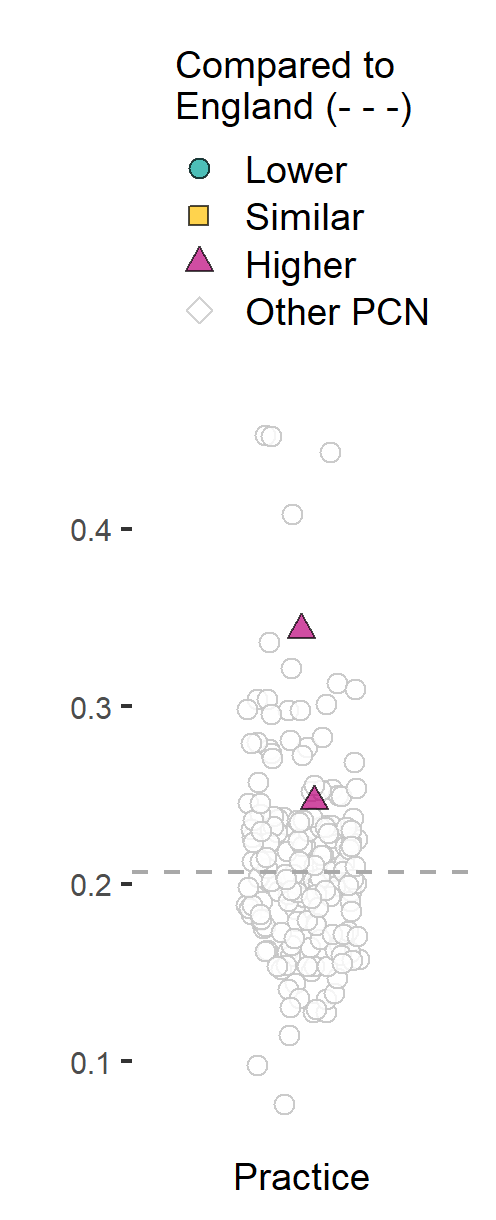 Compared to
England (- - -)
Lower
Similar
Higher
Other PCN
0.4
0.3
0.2
0.1
Practice